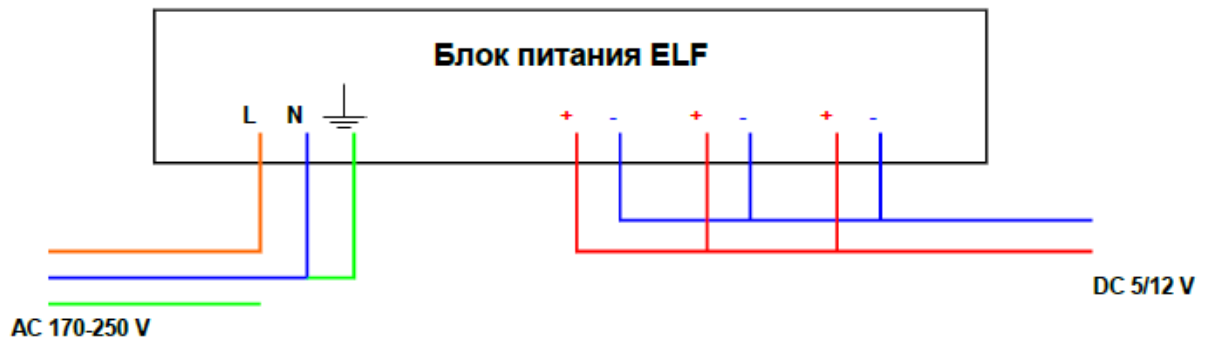 Блок питания ELF
L N + - + - + -
DC 5/12 V
AC 170-250 V